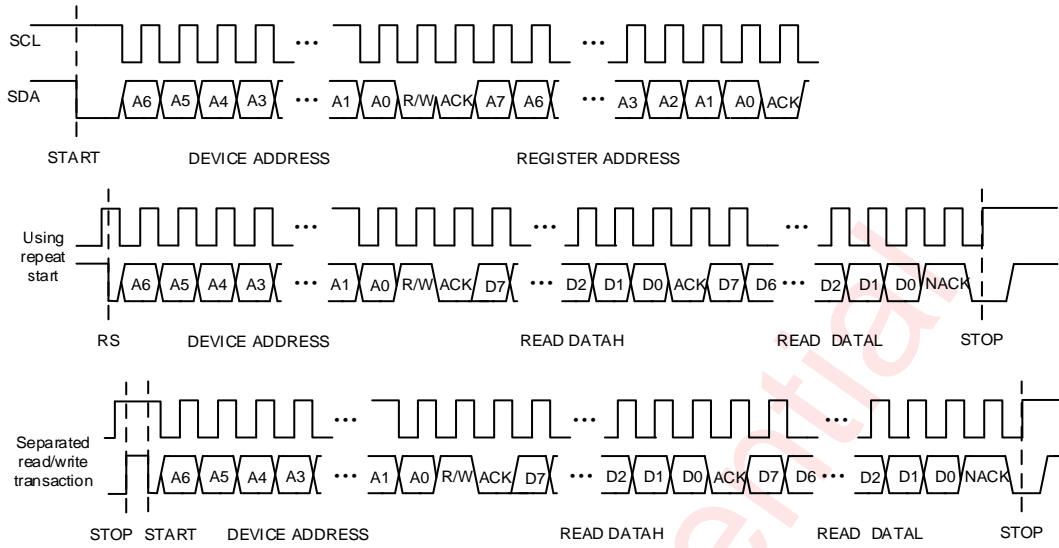 SCL
SDA A6 A5 A4 A3 ••• A1 A0 R/W ACK A7 A6 ••• A3 A2 A1 A0 ACK
START DEVICE ADDRESS REGISTER ADDRESS
Using
repeat
start
A6 A5 A4 A3 ••• A1 A0 R/W ACK D7 ••• D2 D1 D0 ACK D7 D6 ••• D2 D1 D0 NACK
RS DEVICE ADDRESS READ DATAH READ DATAL STOP
Separated
read/write
transaction
A6 A5 A4 A3 ••• A1 A0 R/W ACK D7 ••• D2 D1 D0 ACK D7 D6 ••• D2 D1 D0 NACK
STOP START DEVICE ADDRESS READ DATAH READ DATAL STOP
ential